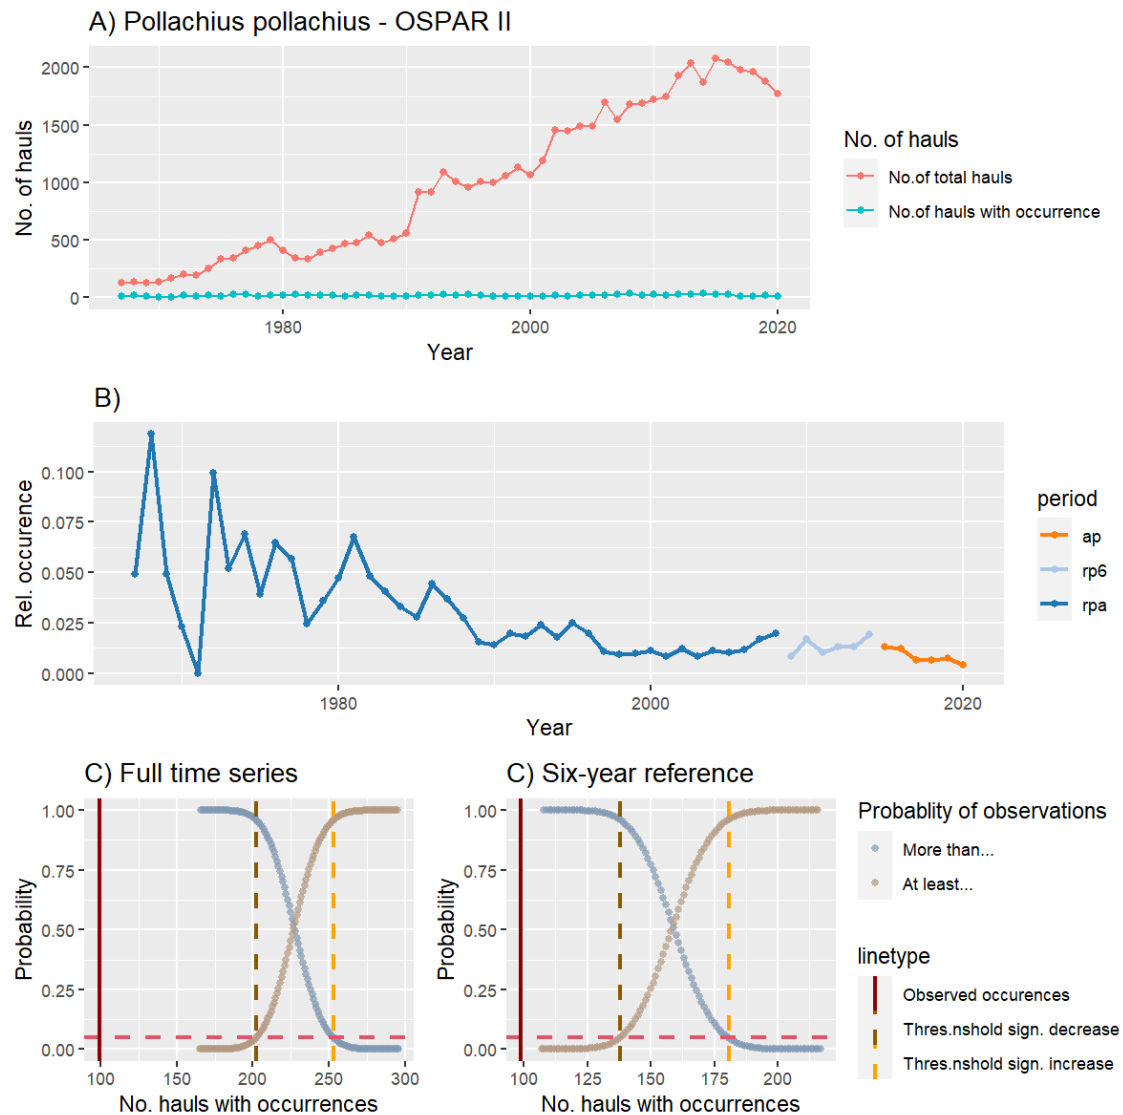 A) Pollachius pollachius - OSPAR II
2000
1500
1000
500
0
No. of hauls
1980
2000
2020
Year
No. of hauls
No.of total hauls
No.of hauls with occurrence
B)
0.100
0.075
0.050
0.025
0.000
Rel. occurence
1980
2000
2020
Year
period
ap
rp6
rpa
C) Full time series
1.00
0.75
0.50
0.25
0.00
Probability
100
150
200
250
300
No. hauls with occurrences
C) Six-year reference
1.00
0.75
0.50
0.25
0.00
Probability
100
125
150
175
200
No. hauls with occurrences
Probablity of observations
More than...
At least...
linetype
Observed occurences
Thres.nshold sign. decrease
Thres.nshold sign. increase